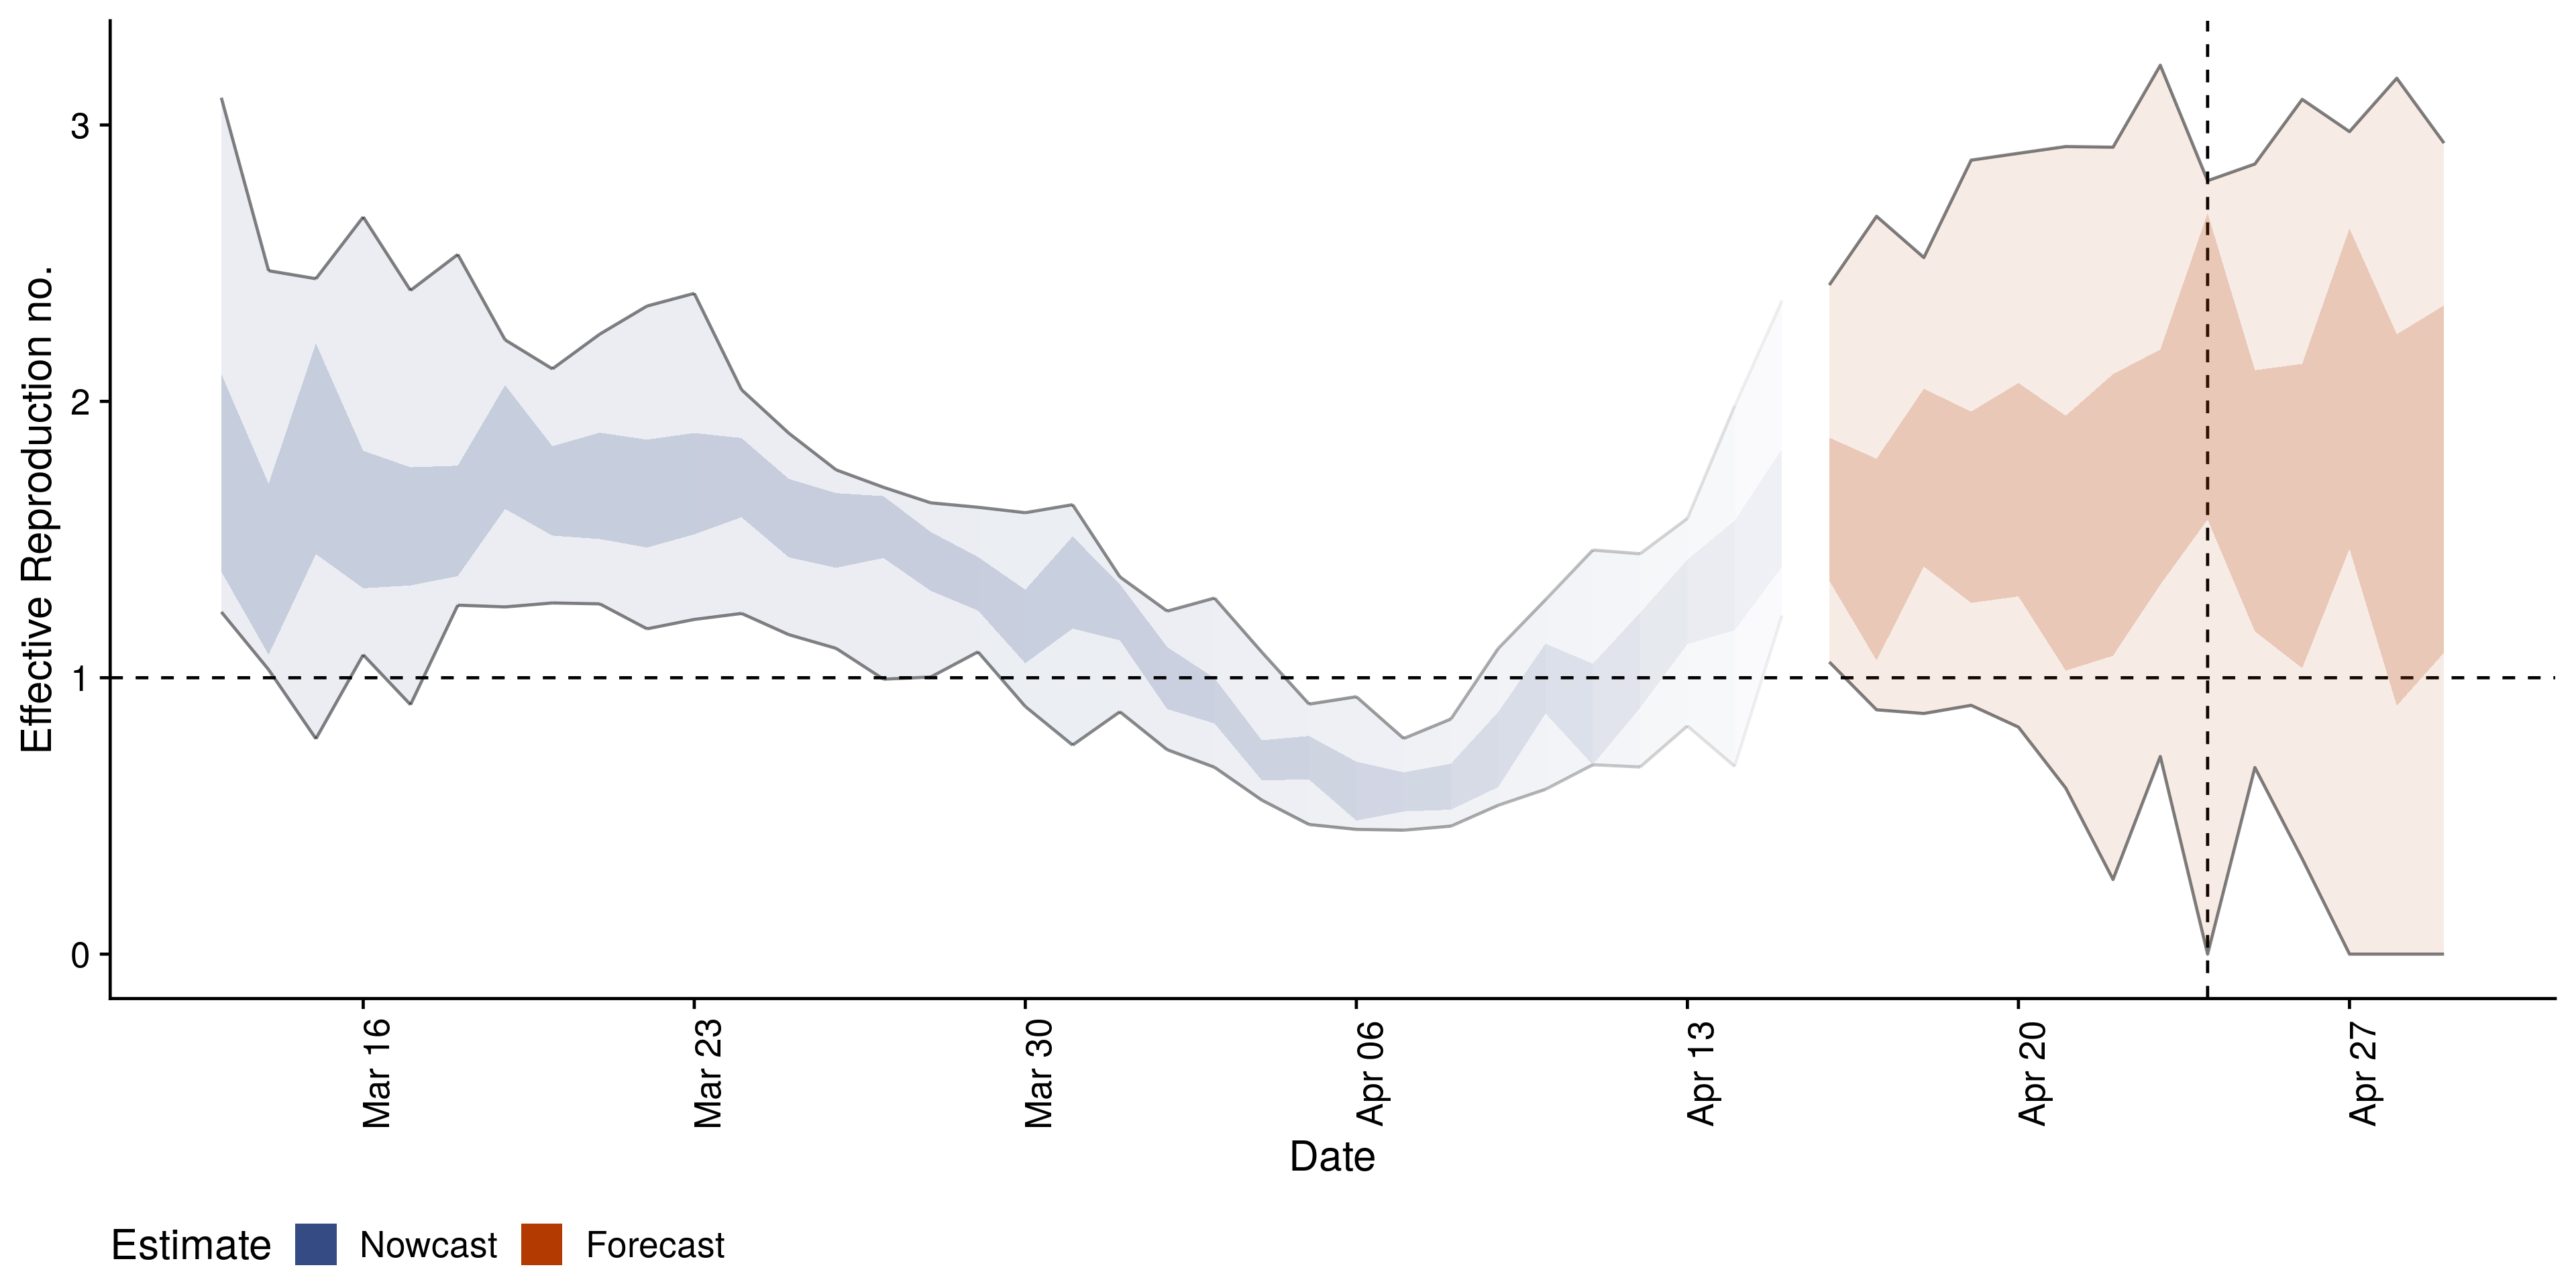 Effective Reproduction no.
3
2
1
0
Mar 16
Mar 23
Mar 30
Apr 06
Apr 13
Apr 20
Apr 27
Date
Estimate Nowcast Forecast